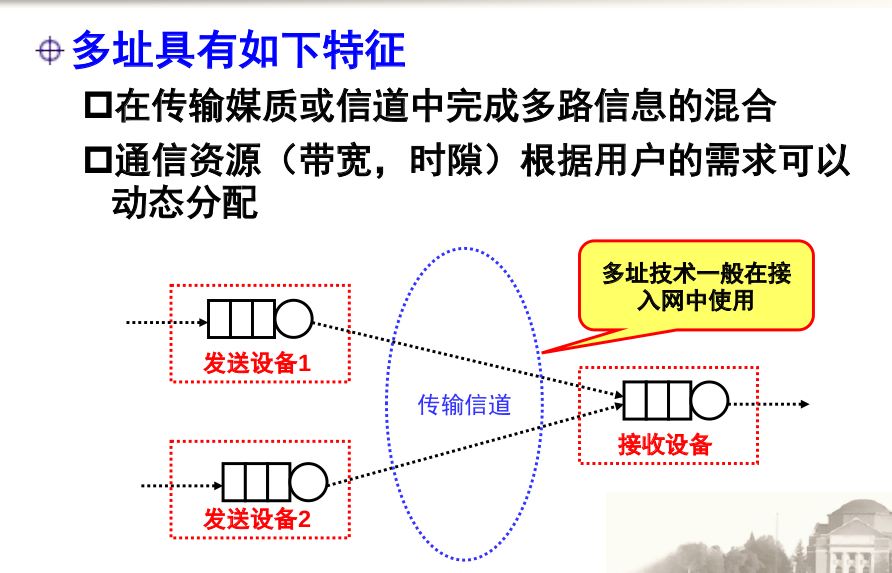 多址具有如下特征
在传输媒质或信道中完成多路信息的混合
通信资源（带宽，时隙）根据用户的需求可以
动态分配
多址技术一般在接
入网中使用
发送设备1
传输信道
接收设备
发送设备2